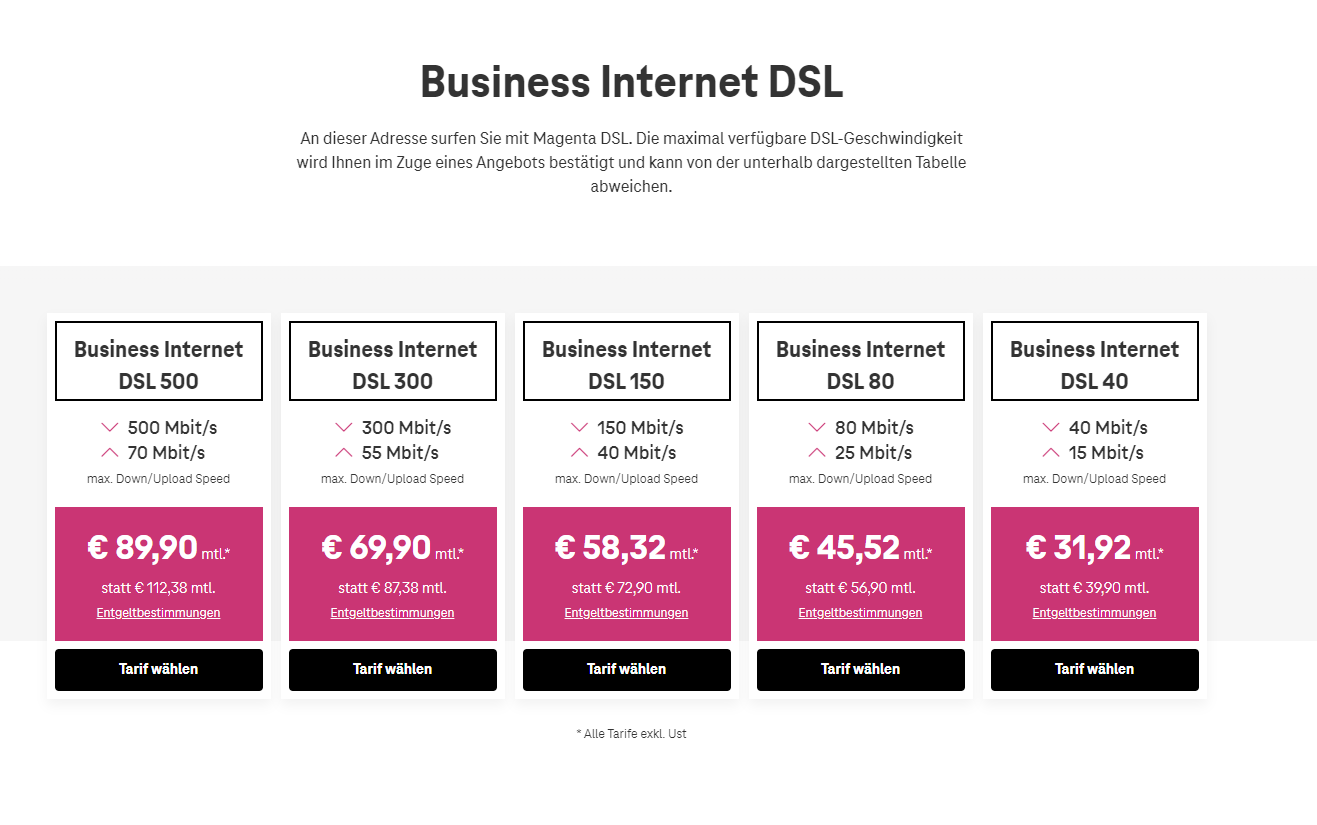 Business Internet DSL
An dieser Adresse surfen Sie mit Magenta DSL. Die maximal verfügbare DSL-Geschwindigkeit
wird Ihnen im Zuge eines Angebots bestätigt und kann von der unterhalb dargestellten Tabelle
abweichen.
Business Internet
DSL 500
500 Mbit/s
70 Mbit/s
max. Down/Upload Speed
€ 89,90 mtl.*
statt € 112,38 mtl.
Entgeltbestimmungen
Tarif wählen
Business Internet
DSL 300
300 Mbit/s
55 Mbit/s
max. Down/Upload Speed
€ 69,90 mtl.*
statt € 87,38 mtl.
Entgeltbestimmungen
Tarif wählen
Business Internet
DSL 150
150 Mbit/s
40 Mbit/s
max. Down/Upload Speed
€ 58,32 mtl.*
statt € 72,90 mtl.
Entgeltbestimmungen
Tarif wählen
Business Internet
DSL 80
80 Mbit/s
25 Mbit/s
max. Down/Upload Speed
€ 45,52 mtl.*
statt € 56,90 mtl.
Entgeltbestimmungen
Tarif wählen
Business Internet
DSL 40
40 Mbit/s
15 Mbit/s
max. Down/Upload Speed
€ 31,92 mtl.*
statt € 39,90 mtl.
Entgeltbestimmungen
Tarif wählen
* Alle Tarife exkl. Ust